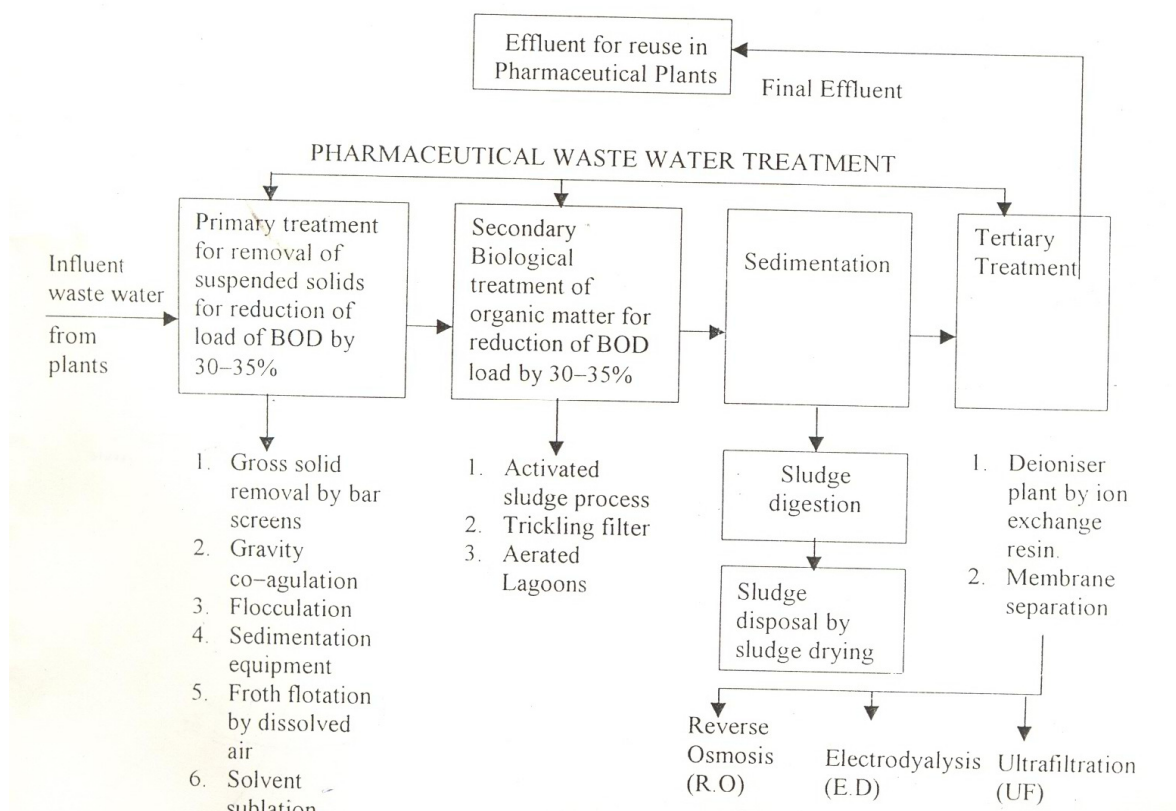 Effluent for reuse in
Pharmaceutical Plants
Final Effluent
PHARMACEUTICAL WASTE WATER TREATMENT
Influent
waste water
from
plants
Primary treatment
for removal of
suspended solids
for reduction of
load of BOD by
30–35%
Secondary
Biological
treatment of
organic matter for
reduction of BOD
load by 30–35%
Sedimentation
Tertiary
Treatment
1. Gross solid
removal by bar
screens
2. Gravity
co-agulation
3. Flocculation
4. Sedimentation
equipment
5. Froth flotation
by dissolved
air
6. Solvent
sublation
1. Activated
sludge process
2. Trickling filter
3. Aerated
Lagoons
Sludge
digestion
Sludge
disposal by
sludge drying
1. Deioniser
plant by ion
exchange
resin.
2. Membrane
separation
Reverse
Osmosis
(R.O)
Electrodyalysis
(E.D)
Ultrafiltration
(UF)